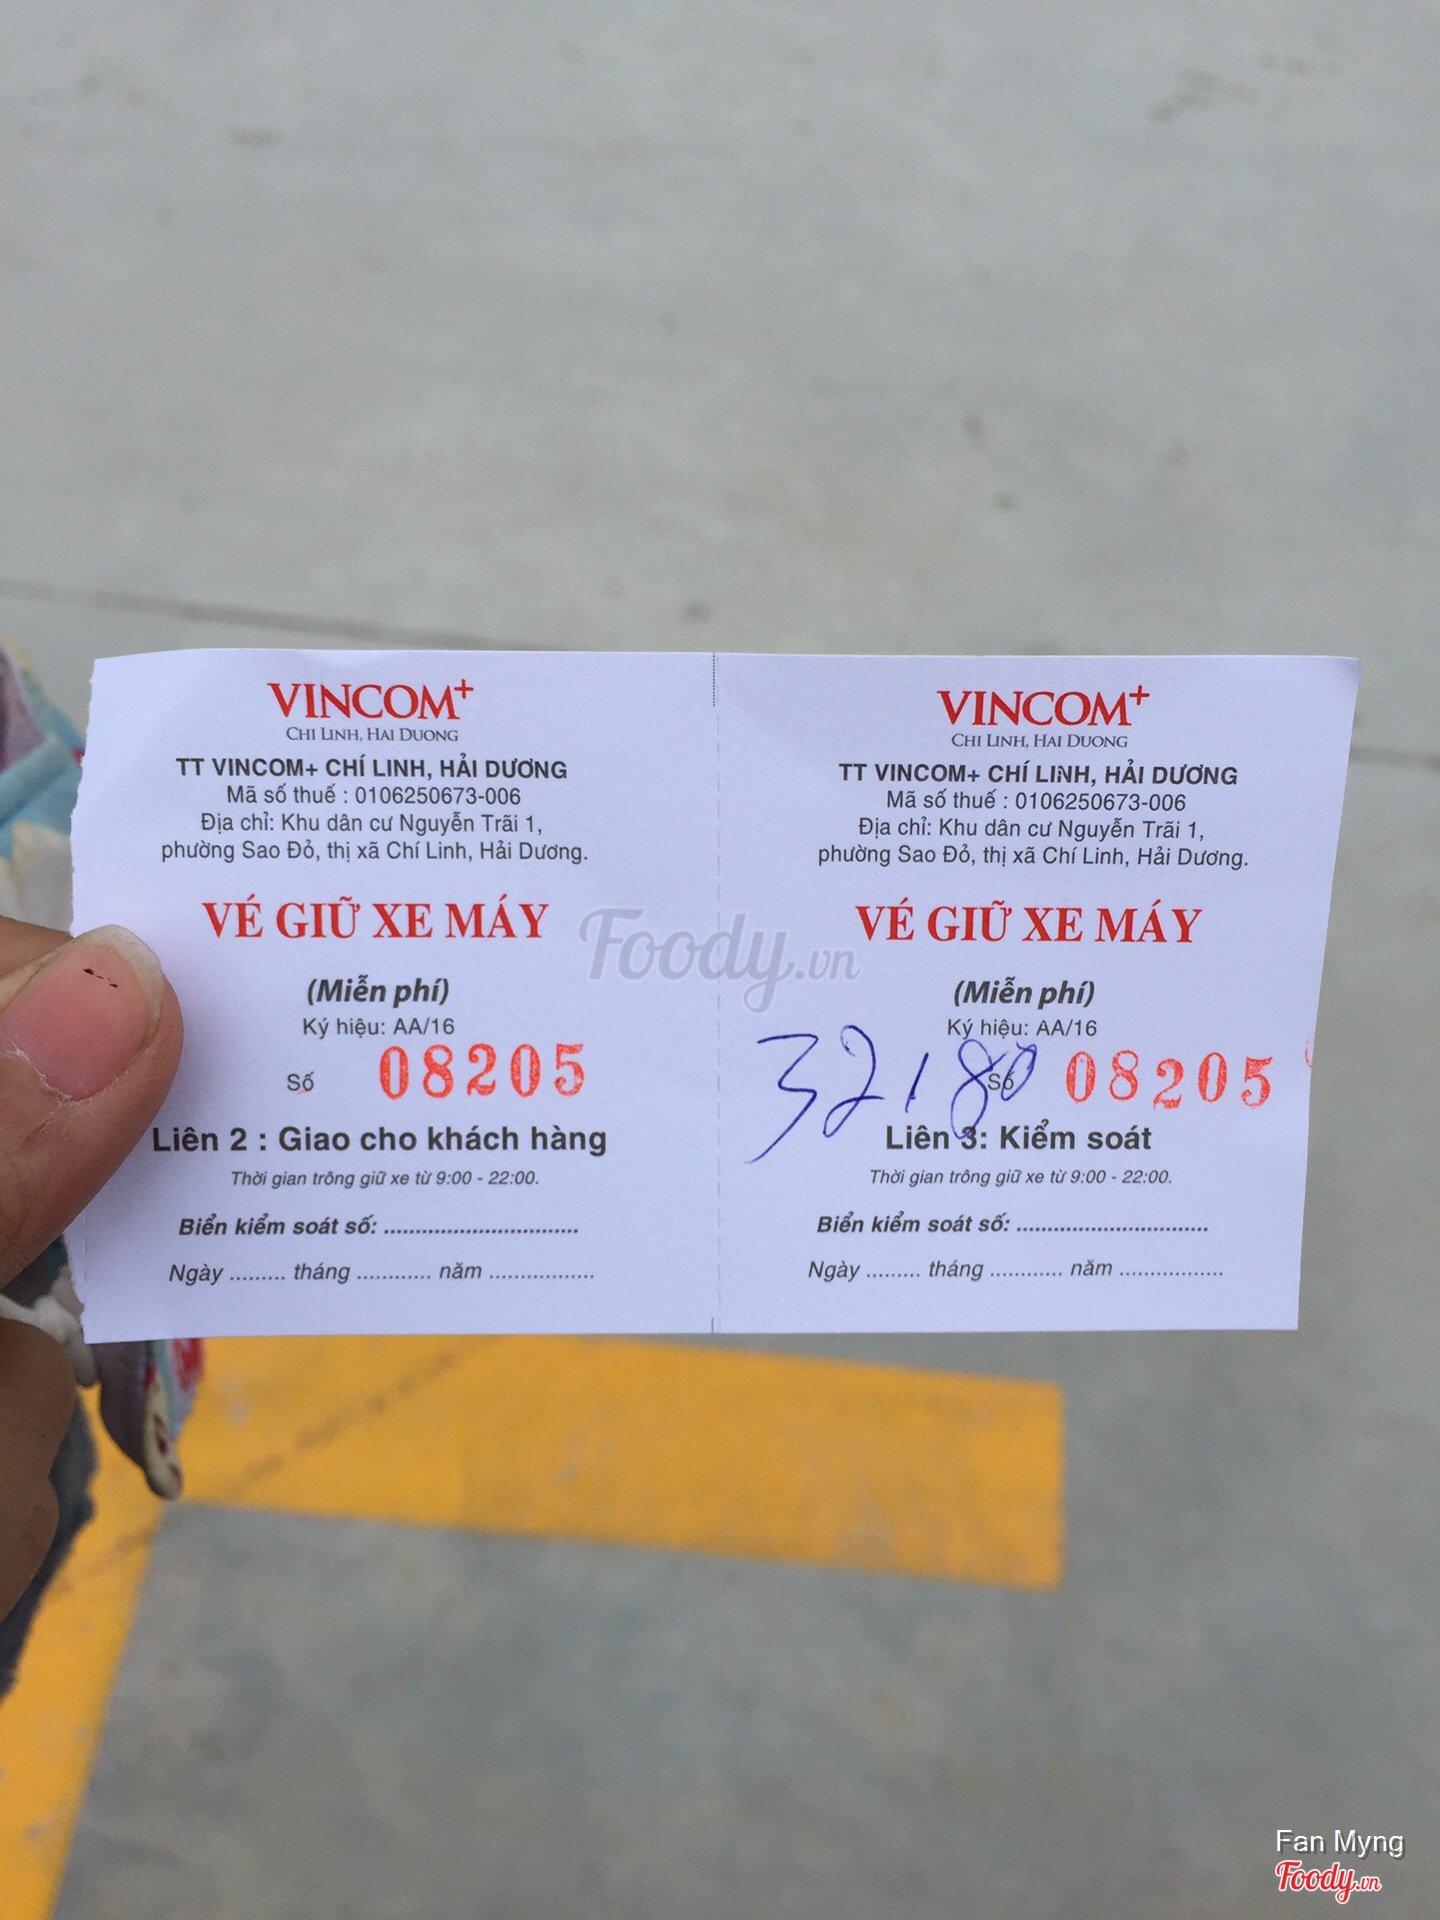 VINCOM+
CHI LINH, HAI DUONG
TT VINCOM+ CHÍ LINH, HẢI DƯƠNG
Mã số thuế : 0106250673-006
Địa chỉ: Khu dân cư Nguyễn Trãi 1,
phường Sao Đỏ, thị xã Chí Linh, Hải Dương.
VÉ GIỮ XE MÁY
(Miễn phí)
Ký hiệu: AA/16
Số 08205
Liên 2 : Giao cho khách hàng
Thời gian trông giữ xe từ 9:00 - 22:00.
Biển kiểm soát số: ................................
Ngày ......... tháng ............ năm .................
VINCOM+
CHI LINH, HAI DUONG
TT VINCOM+ CHÍ LINH, HẢI DƯƠNG
Mã số thuế : 0106250673-006
Địa chỉ: Khu dân cư Nguyễn Trãi 1,
phường Sao Đỏ, thị xã Chí Linh, Hải Dương.
VÉ GIỮ XE MÁY
(Miễn phí)
Ký hiệu: AA/16
32180 Số 08205
Liên 3: Kiểm soát
Thời gian trông giữ xe từ 9:00 - 22:00.
Biển kiểm soát số: ................................
Ngày ......... tháng ............ năm .................
Foody.vn
Fan Myng
Foody.vn